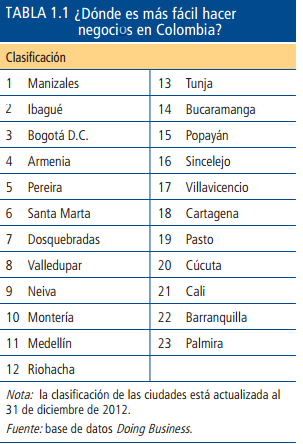 TABLA 1.1 ¿Dónde es más fácil hacer
negocios en Colombia?
Clasificación
1 Manizales
2 Ibagué
3 Bogotá D.C.
4 Armenia
5 Pereira
6 Santa Marta
7 Dosquebradas
8 Valledupar
9 Neiva
10 Montería
11 Medellín
12 Riohacha
13 Tunja
14 Bucaramanga
15 Popayán
16 Sincelejo
17 Villavicencio
18 Cartagena
19 Pasto
20 Cúcuta
21 Cali
22 Barranquilla
23 Palmira
Nota: la clasificación de las ciudades está actualizada al
31 de diciembre de 2012.
Fuente: base de datos Doing Business.